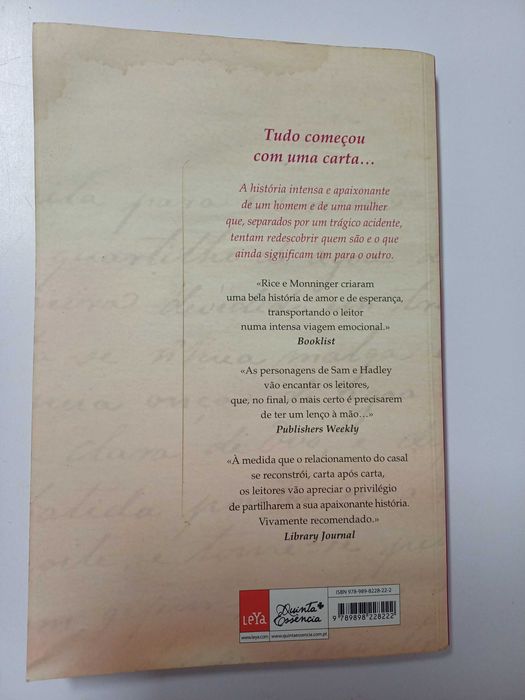 Tudo começou
com uma carta...
A história intensa e apaixonante
de um homem e de uma mulher
que, separados por um trágico acidente,
tentam redescobrir quem são e o que
ainda significam um para o outro.
«Rice e Monninger criaram
uma bela história de amor e de esperança,
transportando o leitor
numa intensa viagem emocional.»
Booklist
«As personagens de Sam e Hadley
vão encantar os leitores,
que, no final, o mais certo é precisarem
de ter um lenço à mão...»
Publishers Weekly
«À medida que o relacionamento do casal
se reconstrói, carta após carta,
os leitores vão apreciar o privilégio
de partilharem a sua apaixonante história.
Vivamente recomendado.»
Library Journal
ISBN 978-989-8228-22-2
LeYa
Quinta Essência
www.leya.com
www.quintaessencia.com.pt
9 789898 228222